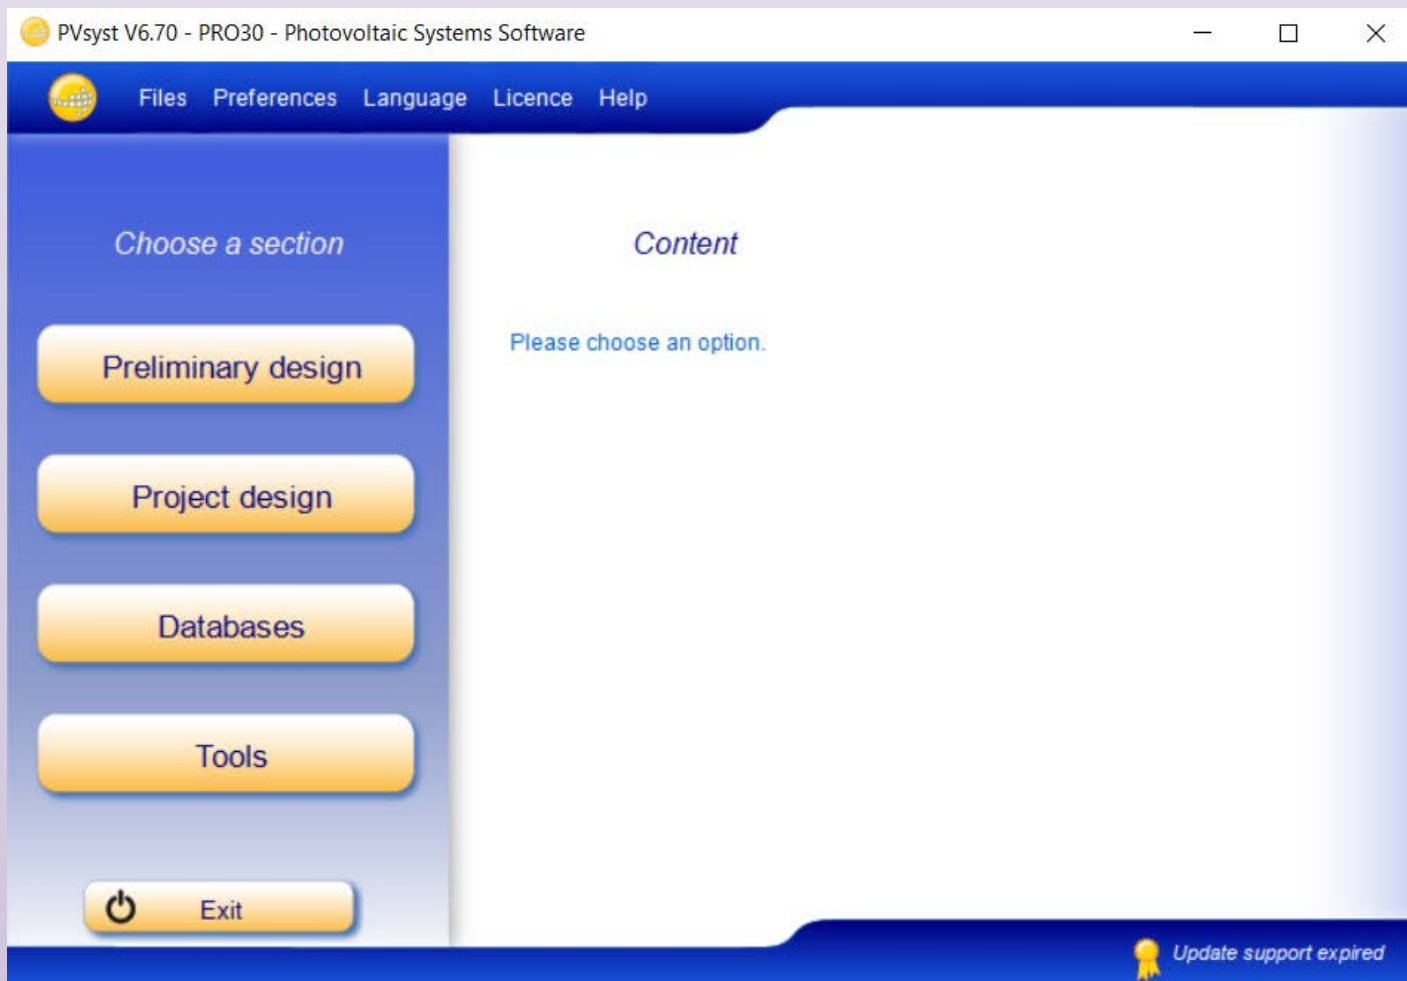 PVsyst V6.70 - PRO30 - Photovoltaic Systems Software
Files Preferences Language Licence Help
Choose a section
Content
Preliminary design
Please choose an option.
Project design
Databases
Tools
Exit
Update support expired